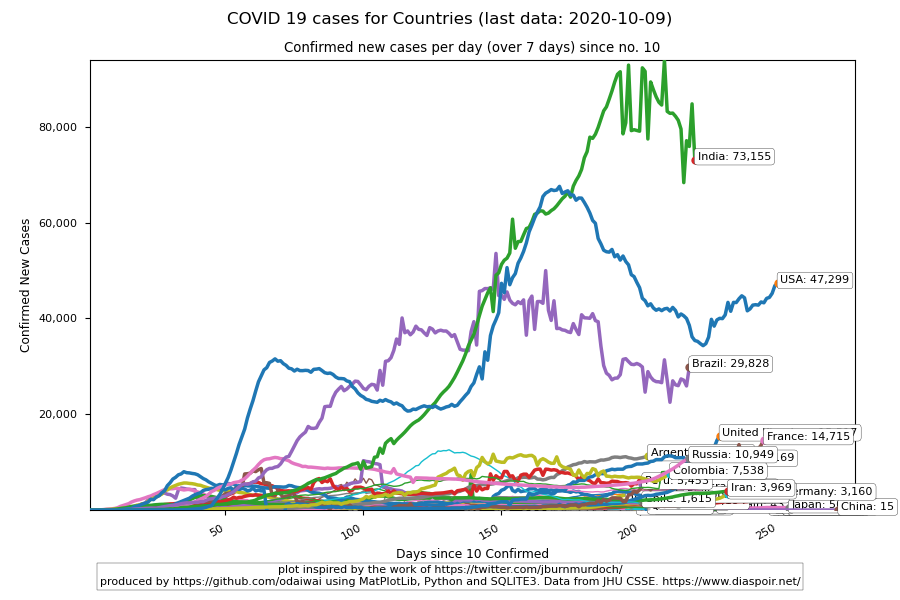 COVID 19 cases for Countries (last data: 2020-10-09)
Confirmed new cases per day (over 7 days) since no. 10
Confirmed New Cases
80,000
60,000
40,000
20,000
India: 73,155
USA: 47,299
Brazil: 29,828
United
France: 14,715
Russia: 10,949
Colombia: 7,538
Iran: 3,969
Germany: 3,160
Japan:
China: 15
50
100
150
200
250
Days since 10 Confirmed
plot inspired by the work of https://twitter.com/jburnmurdoch/
produced by https://github.com/odaiwai using MatPlotLib, Python and SQLITE3. Data from JHU CSSE. https://www.diaspoir.net/